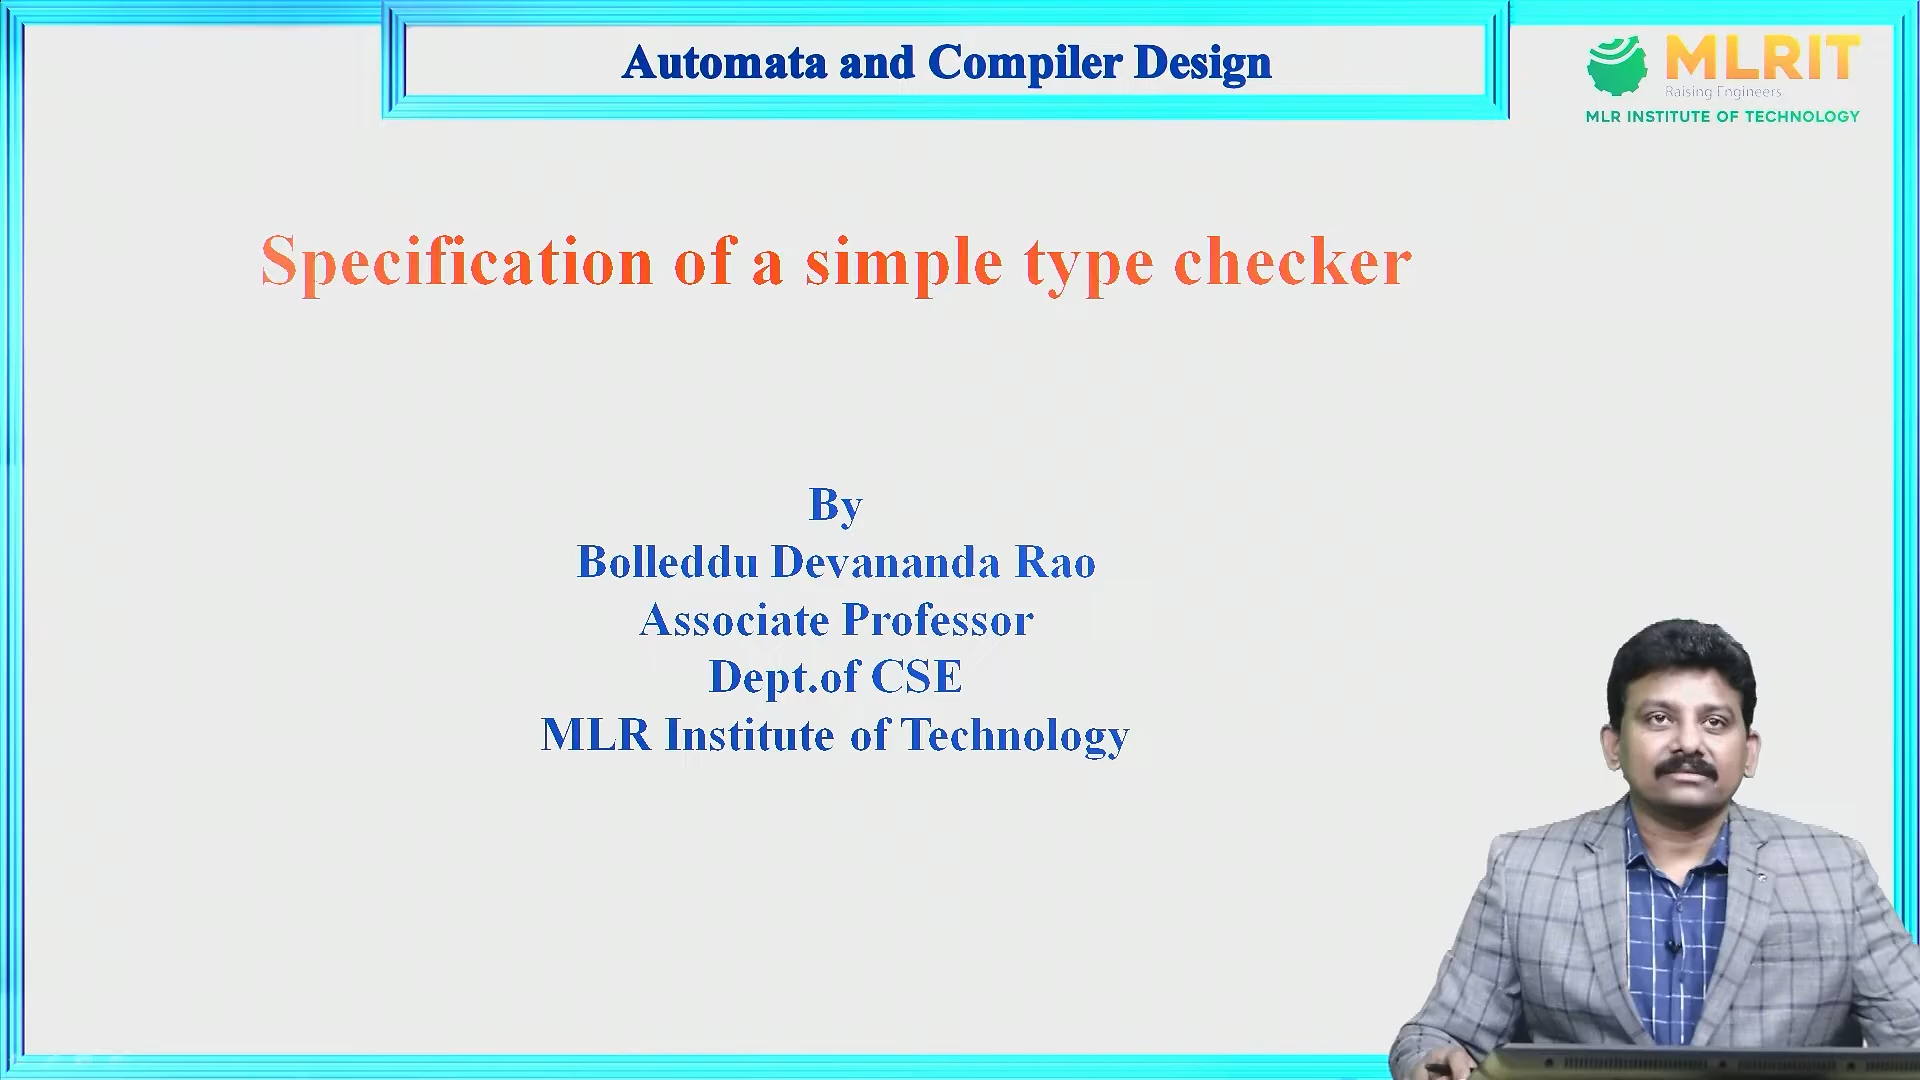 Automata and Compiler Design
MLRIT
Raising Engineers
MLR INSTITUTE OF TECHNOLOGY
Specification of a simple type checker
By
Bolleddu Devananda Rao
Associate Professor
Dept.of CSE
MLR Institute of Technology